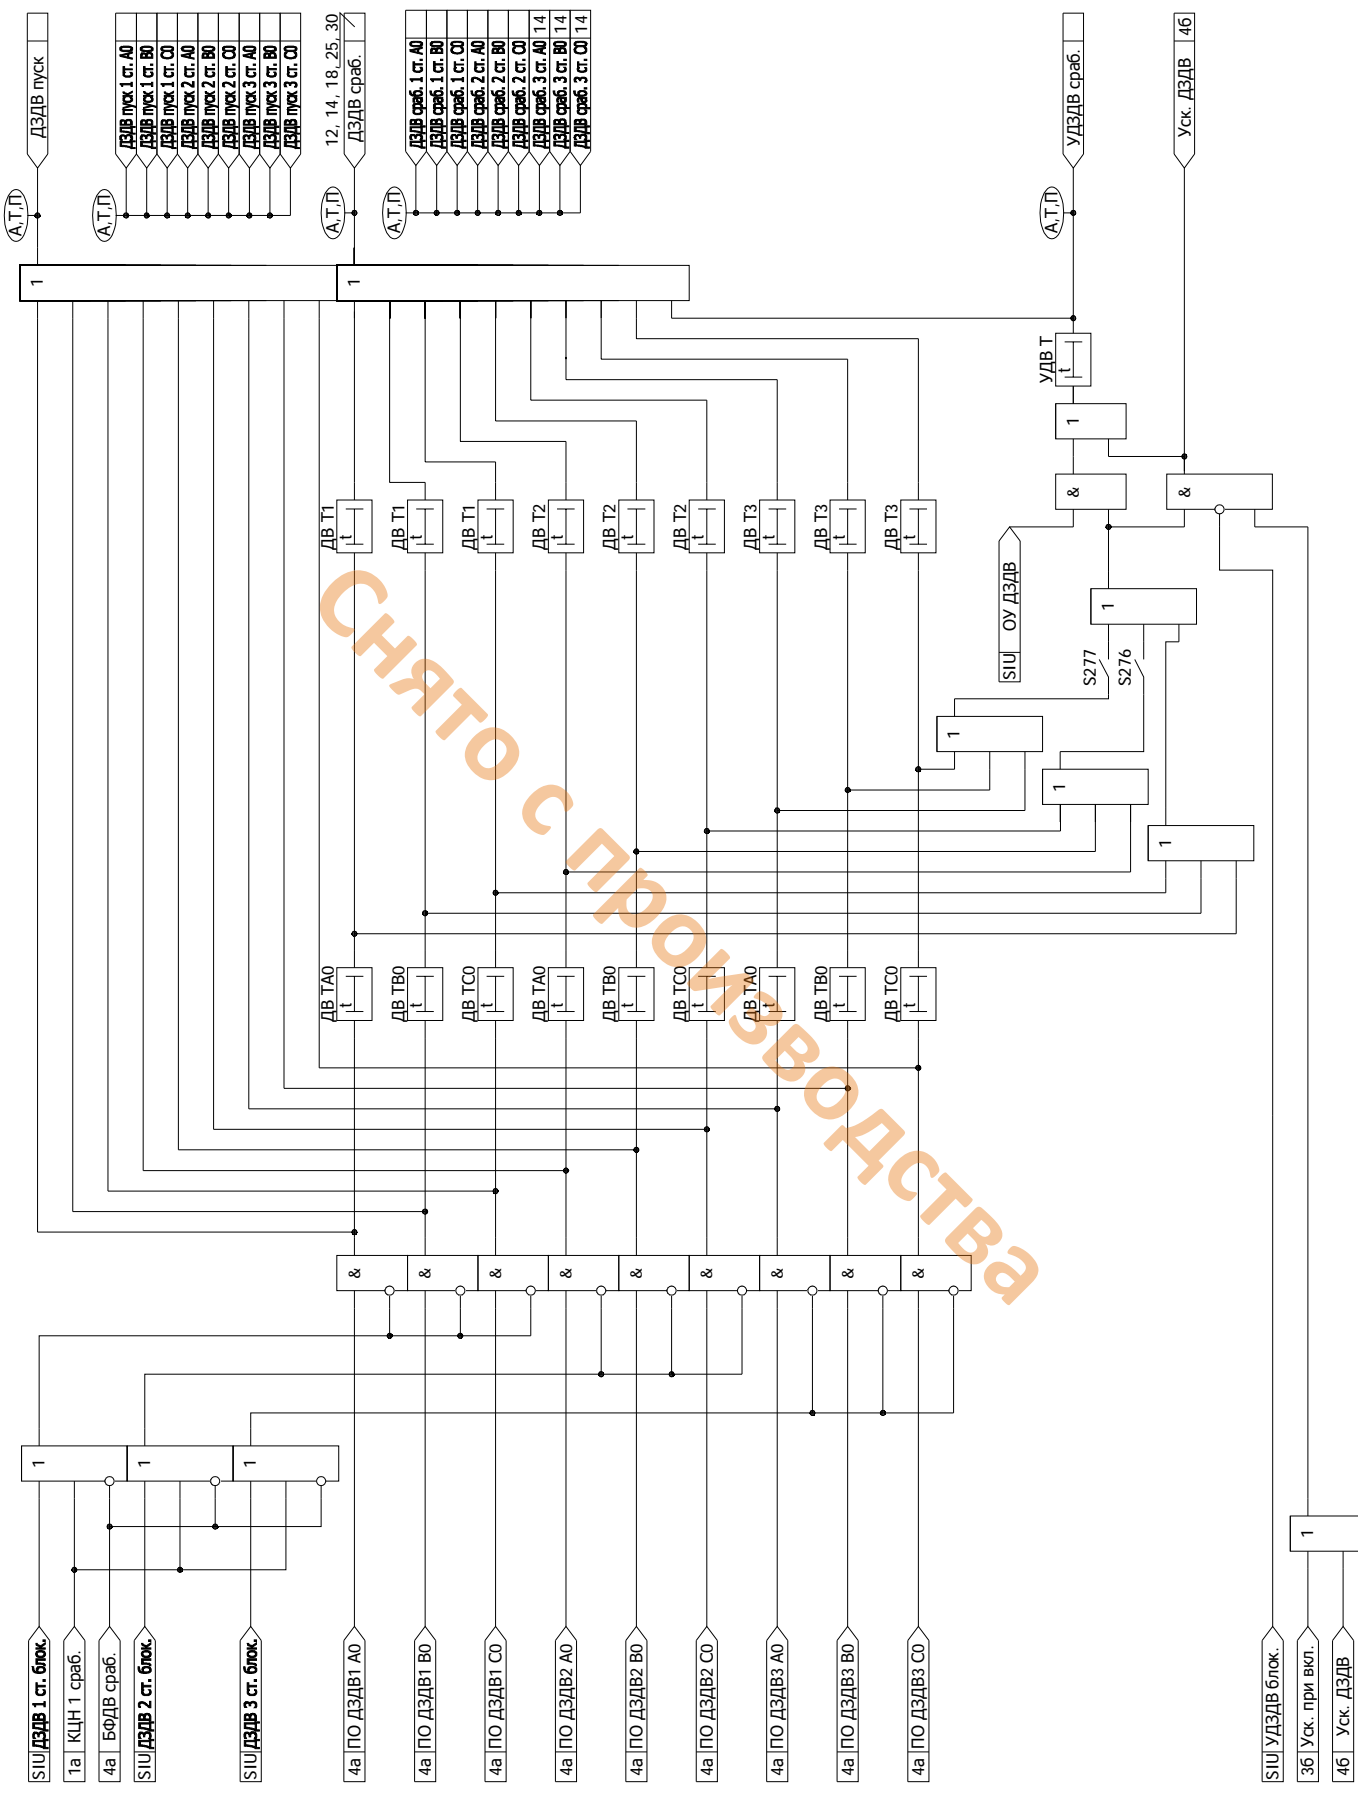 SIU ДЗДВ 1 ст. блок.
1а КЦН 1 сраб.
4а БФДВ сраб.
SIU ДЗДВ 2 ст. блок.
SIU ДЗДВ 3 ст. блок.
4а ПО ДЗДВ1 А0
4а ПО ДЗДВ1 В0
4а ПО ДЗДВ1 С0
4а ПО ДЗДВ2 А0
4а ПО ДЗДВ2 В0
4а ПО ДЗДВ2 С0
4а ПО ДЗДВ3 А0
4а ПО ДЗДВ3 В0
4а ПО ДЗДВ3 С0
SIU УДЗДВ блок.
3б Уск. при вкл.
4б Уск. ДЗДВ
1
1
1
1
&
&
&
&
&
&
&
&
&
ДВ ТА0 t
ДВ ТВ0 t
ДВ ТС0 t
ДВ ТА0 t
ДВ ТВ0 t
ДВ ТС0 t
ДВ ТА0 t
ДВ ТВ0 t
ДВ ТС0 t
1
1
1
S277
S276
1
SIU ОУ ДЗДВ
ДВ Т1 t
ДВ Т1 t
ДВ Т1 t
ДВ Т2 t
ДВ Т2 t
ДВ Т2 t
ДВ Т3 t
ДВ Т3 t
ДВ Т3 t
&
&
1
УДВ Т t
1
1
А,Т,П
А,Т,П
А,Т,П
А,Т,П
А,Т,П
ДЗДВ пуск
ДЗДВ пуск 1 ст. А0
ДЗДВ пуск 1 ст. В0
ДЗДВ пуск 1 ст. С0
ДЗДВ пуск 2 ст. А0
ДЗДВ пуск 2 ст. В0
ДЗДВ пуск 2 ст. С0
ДЗДВ пуск 3 ст. А0
ДЗДВ пуск 3 ст. В0
ДЗДВ пуск 3 ст. С0
12, 14, 18, 25, 30
ДЗДВ сраб.
ДЗДВ сраб. 1 ст. А0
ДЗДВ сраб. 1 ст. В0
ДЗДВ сраб. 1 ст. С0
ДЗДВ сраб. 2 ст. А0
ДЗДВ сраб. 2 ст. В0
ДЗДВ сраб. 2 ст. С0
ДЗДВ сраб. 3 ст. А0 14
ДЗДВ сраб. 3 ст. В0 14
ДЗДВ сраб. 3 ст. С0 14
УДЗДВ сраб.
Уск. ДЗДВ 4б
Снято с производства